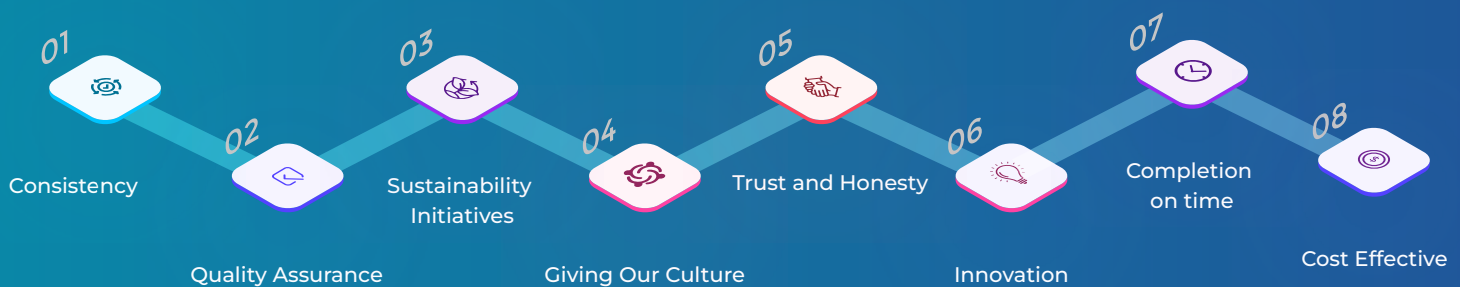 01
Consistency
02
Quality Assurance
03
Sustainability
Initiatives
04
Giving Our Culture
05
Trust and Honesty
06
Innovation
07
Completion
on time
08
Cost Effective